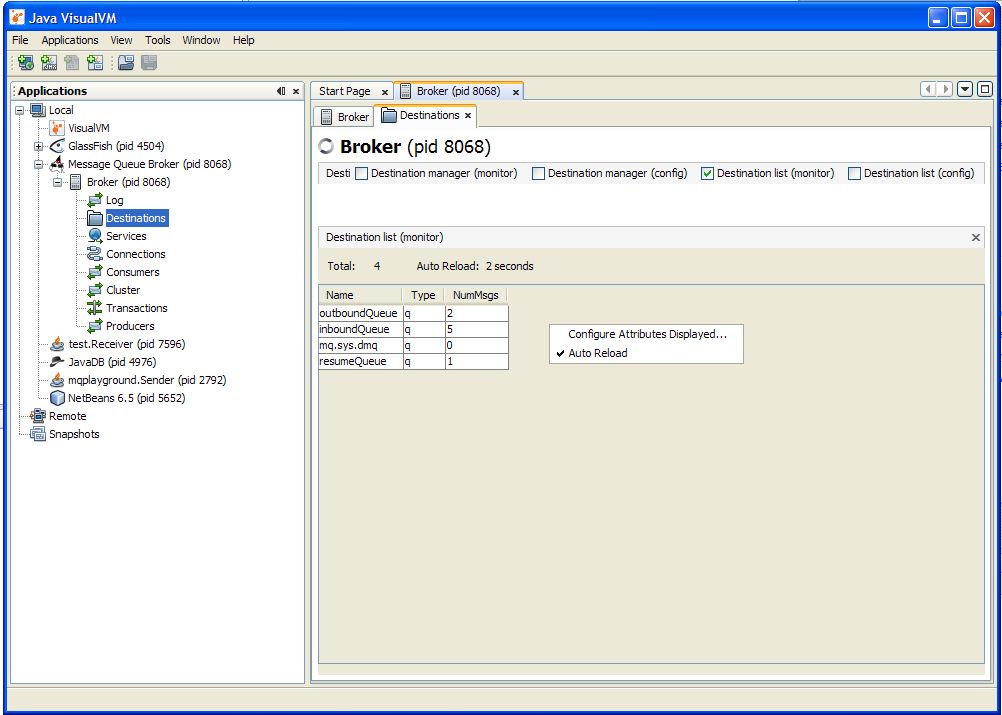 Java VisualVM
File Applications View Tools Window Help
Applications
Local
VisualVM
GlassFish (pid 4504)
Message Queue Broker (pid 8068)
Broker (pid 8068)
Log
Destinations
Services
Connections
Consumers
Cluster
Transactions
Producers
test.Receiver (pid 7596)
JavaDB (pid 4976)
mqplayground.Sender (pid 2792)
NetBeans 6.5 (pid 5652)
Remote
Snapshots
Start Page Broker (pid 8068)
Broker Destinations
Broker (pid 8068)
Desti Destination manager (monitor) Destination manager (config) Destination list (monitor) Destination list (config)
Destination list (monitor)
Total: 4 Auto Reload: 2 seconds
Name Type NumMsgs
outboundQueue q 2
inboundQueue q 5
mq.sys.dmq q 0
resumeQueue q 1
Configure Attributes Displayed...
Auto Reload